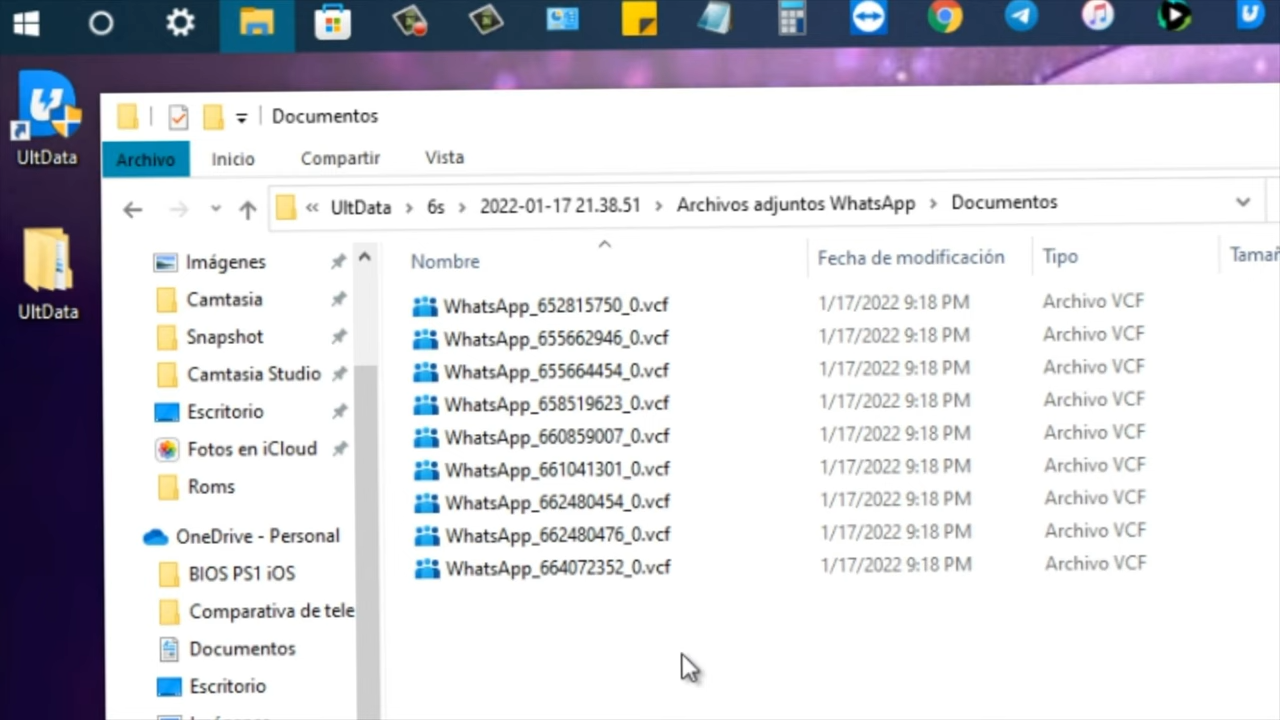 UltData
UltData
Documentos
Archivo Inicio Compartir Vista
« UltData › 6s › 2022-01-17 21.38.51 › Archivos adjuntos WhatsApp › Documentos
Imágenes
Camtasia
Snapshot
Camtasia Studio
Escritorio
Fotos en iCloud
Roms
OneDrive - Personal
BIOS PS1 iOS
Comparativa de tele
Documentos
Escritorio
Nombre Fecha de modificación Tipo Tamañ
WhatsApp_652815750_0.vcf 1/17/2022 9:18 PM Archivo VCF
WhatsApp_655662946_0.vcf 1/17/2022 9:18 PM Archivo VCF
WhatsApp_655664454_0.vcf 1/17/2022 9:18 PM Archivo VCF
WhatsApp_658519623_0.vcf 1/17/2022 9:18 PM Archivo VCF
WhatsApp_660859007_0.vcf 1/17/2022 9:18 PM Archivo VCF
WhatsApp_661041301_0.vcf 1/17/2022 9:18 PM Archivo VCF
WhatsApp_662480454_0.vcf 1/17/2022 9:18 PM Archivo VCF
WhatsApp_662480476_0.vcf 1/17/2022 9:18 PM Archivo VCF
WhatsApp_664072352_0.vcf 1/17/2022 9:18 PM Archivo VCF